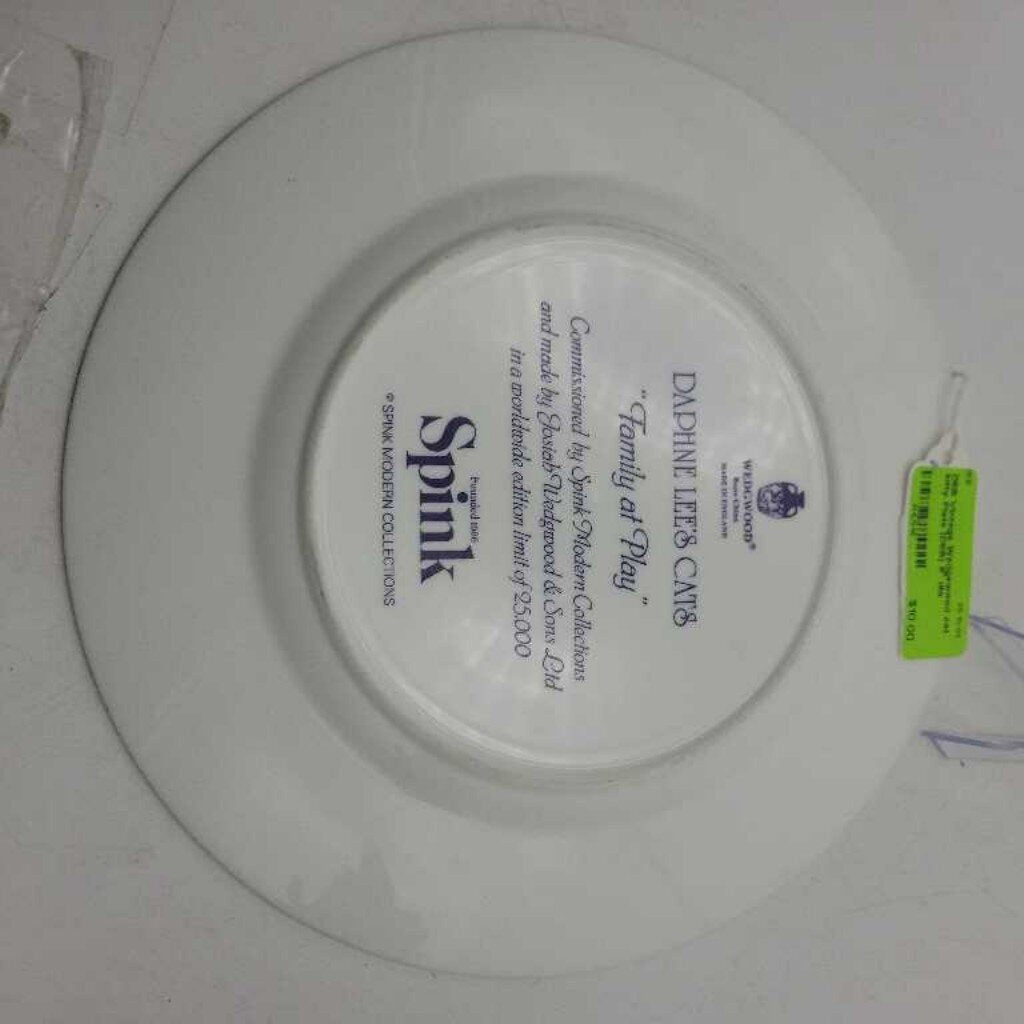 WEDGWOOD®
Bone China
MADE IN ENGLAND
DAPHNE LEE'S CATS
"Family at Play"
Commissioned by Spink Modern Collections
and made by Josiah Wedgwood & Sons Ltd
in a worldwide edition limit of 25.000
Founded 1666
Spink
© SPINK MODERN COLLECTIONS
$10.00